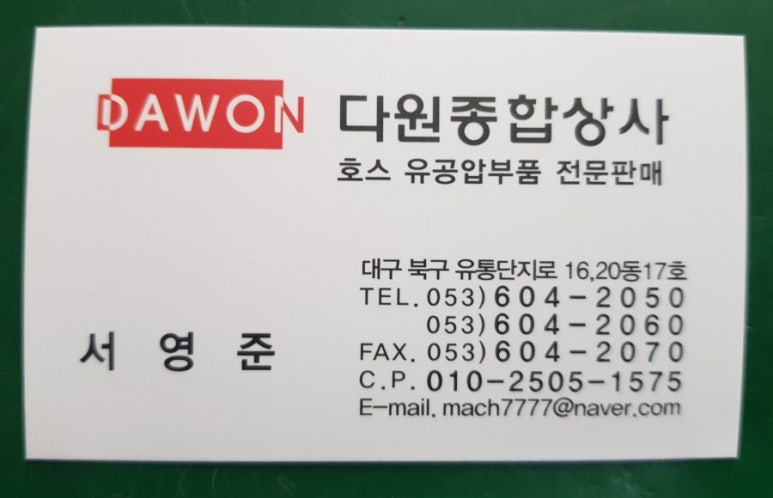 DAWON 다원종합상사
호스 유공압부품 전문판매
대구 북구 유통단지로 16,20동17호
TEL. 053)604-2050
053)604-2060
FAX. 053)604-2070
C.P. 010-2505-1575
E-mail. mach7777@naver.com
서영준